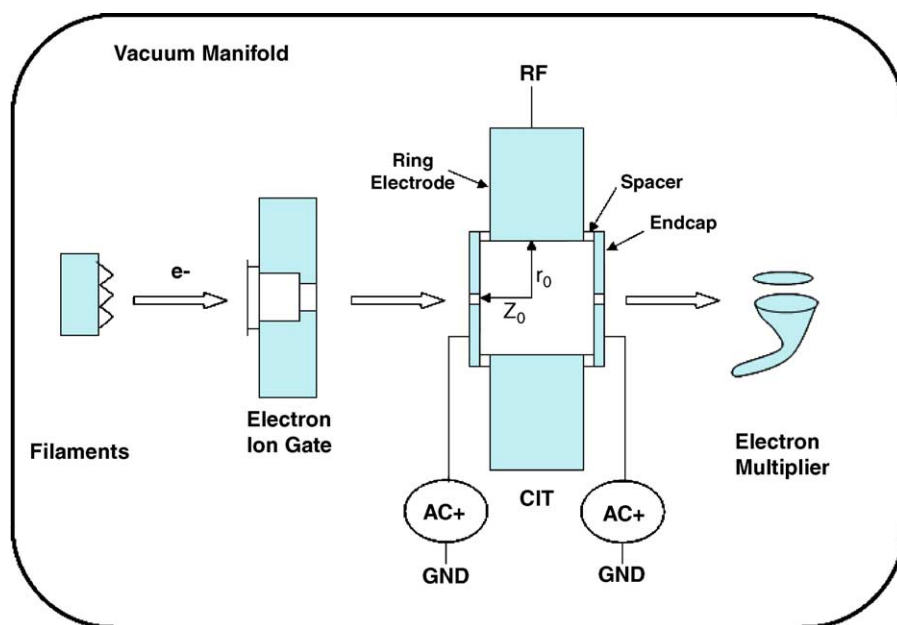 Vacuum Manifold
RF
Ring
Electrode
Spacer
Endcap
e-
r0
Z0
Filaments
Electron
Ion Gate
Electron
Multiplier
CIT
AC+
AC+
GND
GND